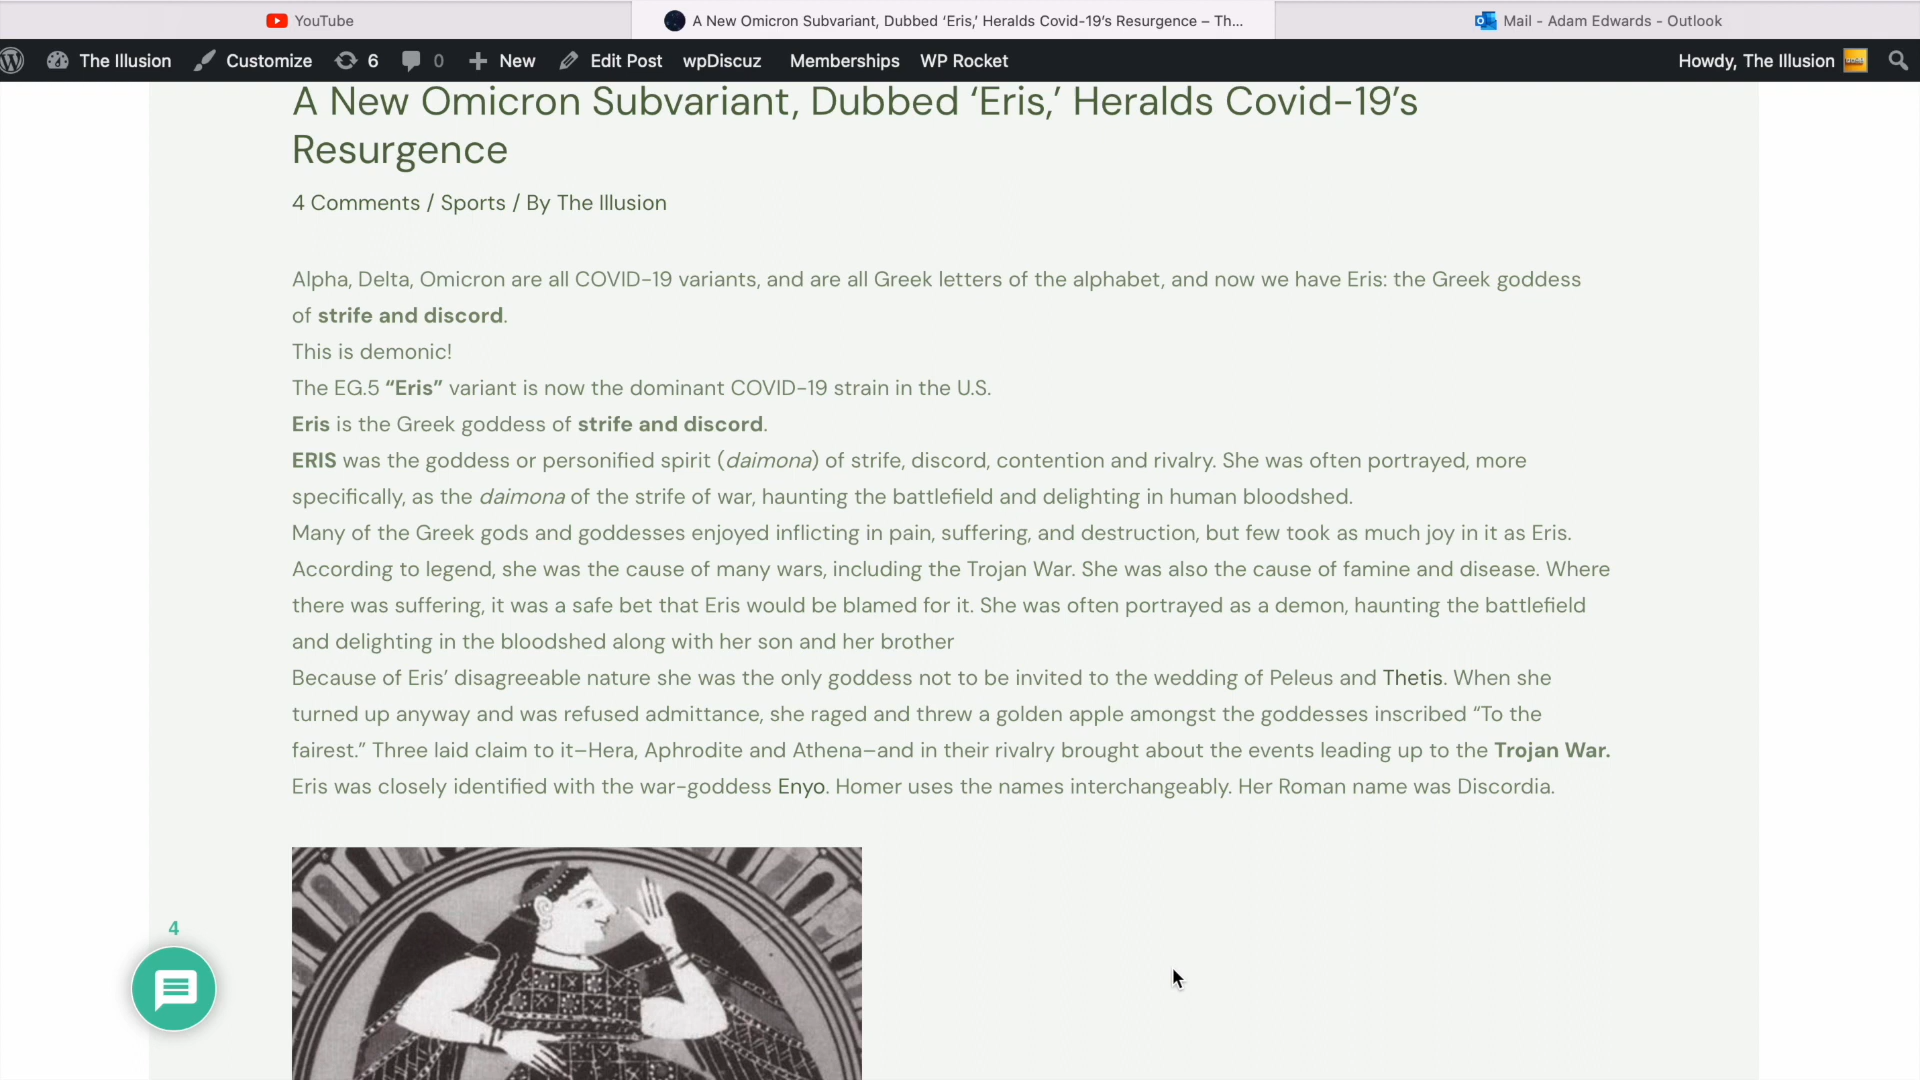 YouTube
A New Omicron Subvariant, Dubbed ‘Eris,’ Heralds Covid-19’s Resurgence – Th...
Mail - Adam Edwards - Outlook
The Illusion Customize 6 0 New Edit Post wpDiscuz Memberships WP Rocket Howdy, The Illusion
A New Omicron Subvariant, Dubbed ‘Eris,’ Heralds Covid-19’s
Resurgence
4 Comments / Sports / By The Illusion
Alpha, Delta, Omicron are all COVID-19 variants, and are all Greek letters of the alphabet, and now we have Eris: the Greek goddess
of strife and discord.
This is demonic!
The EG.5 “Eris” variant is now the dominant COVID-19 strain in the U.S.
Eris is the Greek goddess of strife and discord.
ERIS was the goddess or personified spirit (daimona) of strife, discord, contention and rivalry. She was often portrayed, more
specifically, as the daimona of the strife of war, haunting the battlefield and delighting in human bloodshed.
Many of the Greek gods and goddesses enjoyed inflicting in pain, suffering, and destruction, but few took as much joy in it as Eris.
According to legend, she was the cause of many wars, including the Trojan War. She was also the cause of famine and disease. Where
there was suffering, it was a safe bet that Eris would be blamed for it. She was often portrayed as a demon, haunting the battlefield
and delighting in the bloodshed along with her son and her brother
Because of Eris’ disagreeable nature she was the only goddess not to be invited to the wedding of Peleus and Thetis. When she
turned up anyway and was refused admittance, she raged and threw a golden apple amongst the goddesses inscribed “To the
fairest.” Three laid claim to it–Hera, Aphrodite and Athena–and in their rivalry brought about the events leading up to the Trojan War.
Eris was closely identified with the war-goddess Enyo. Homer uses the names interchangeably. Her Roman name was Discordia.
4